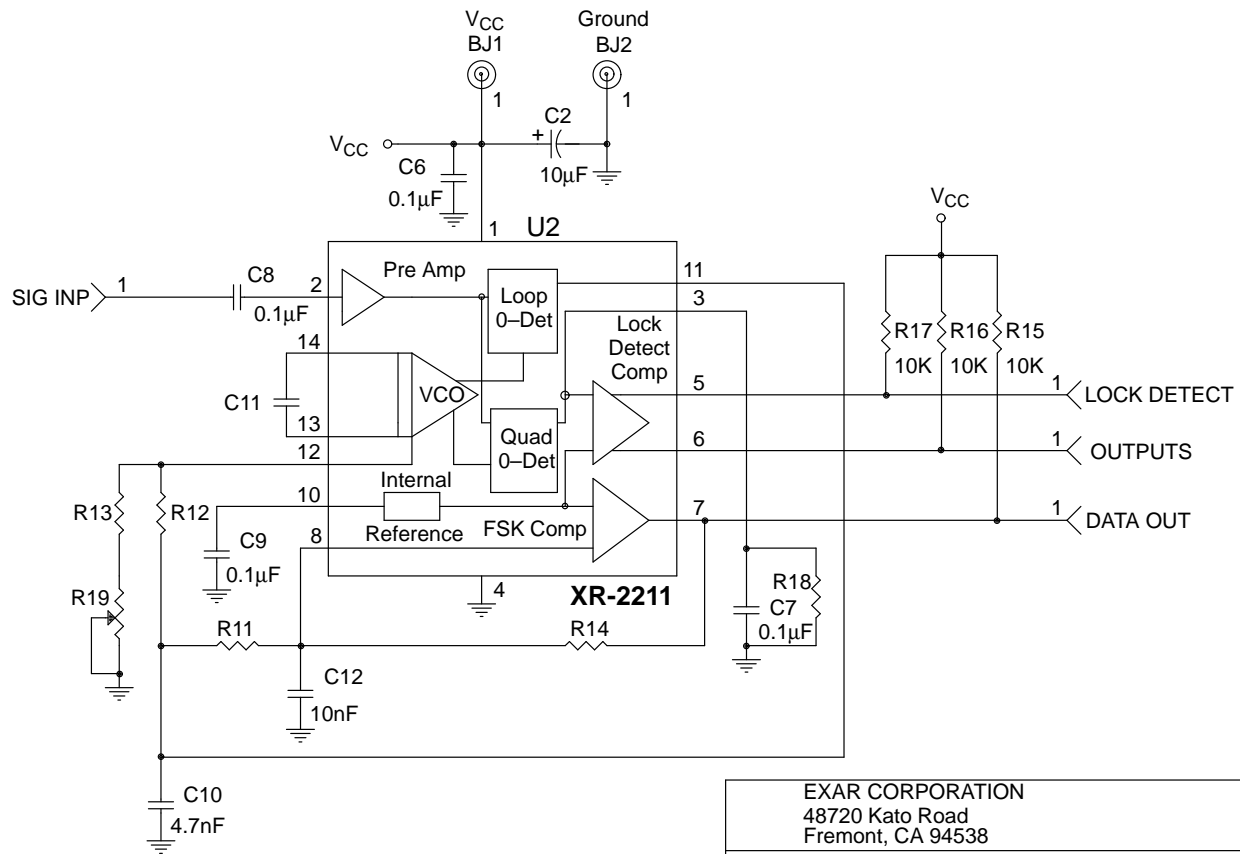 V_CC
BJ1
1
Ground
BJ2
1
V_CC
C6
0.1µF
+
C2
10µF
1
U2
V_CC
SIG INP
1
C8
0.1µF
2
Pre Amp
Loop
0–Det
11
3
Lock
Detect
Comp
R17
10K
R16
10K
R15
10K
14
C11
13
VCO
5
1
LOCK DETECT
12
Quad
0–Det
6
1
OUTPUTS
R13
R12
10
Internal
Reference
FSK Comp
7
1
DATA OUT
C9
0.1µF
8
4
XR-2211
R18
C7
0.1µF
R19
R11
R14
C12
10nF
C10
4.7nF
EXAR CORPORATION
48720 Kato Road
Fremont, CA 94538